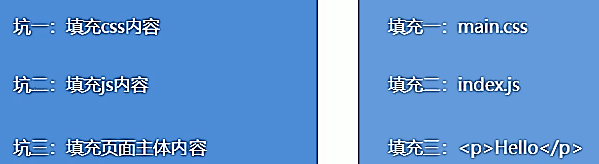 坑一：填充css内容
坑二：填充js内容
坑三：填充页面主体内容
填充一：main.css
填充二：index.js
填充三：<p>Hello</p>